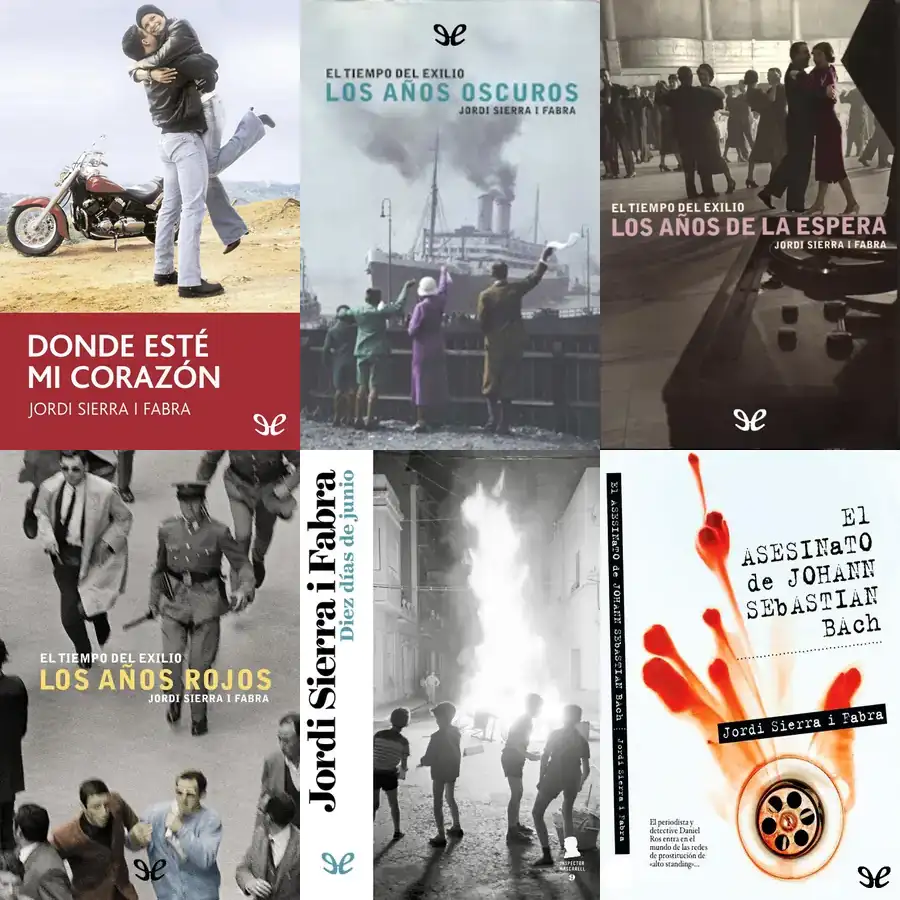 DONDE ESTÉ
MI CORAZÓN
JORDI SIERRA I FABRA
EL TIEMPO DEL EXILIO
LOS AÑOS OSCUROS
JORDI SIERRA I FABRA
EL TIEMPO DEL EXILIO
LOS AÑOS DE LA ESPERA
JORDI SIERRA I FABRA
EL TIEMPO DEL EXILIO
LOS AÑOS ROJOS
JORDI SIERRA I FABRA
Jordi Sierra i Fabra
Diez días de junio
INSPECTOR
MASCARELL
9
El ASESINaTO de JOHANN SEbASTIAN BAch
Jordi Sierra i Fabra
El
ASESINaTO
de JOHANN
SEbASTIAN
BAch
Jordi Sierra i Fabra
El periodista y
detective Daniel
Ros entra en el
mundo de las redes
de prostitución de
«alto standing»...